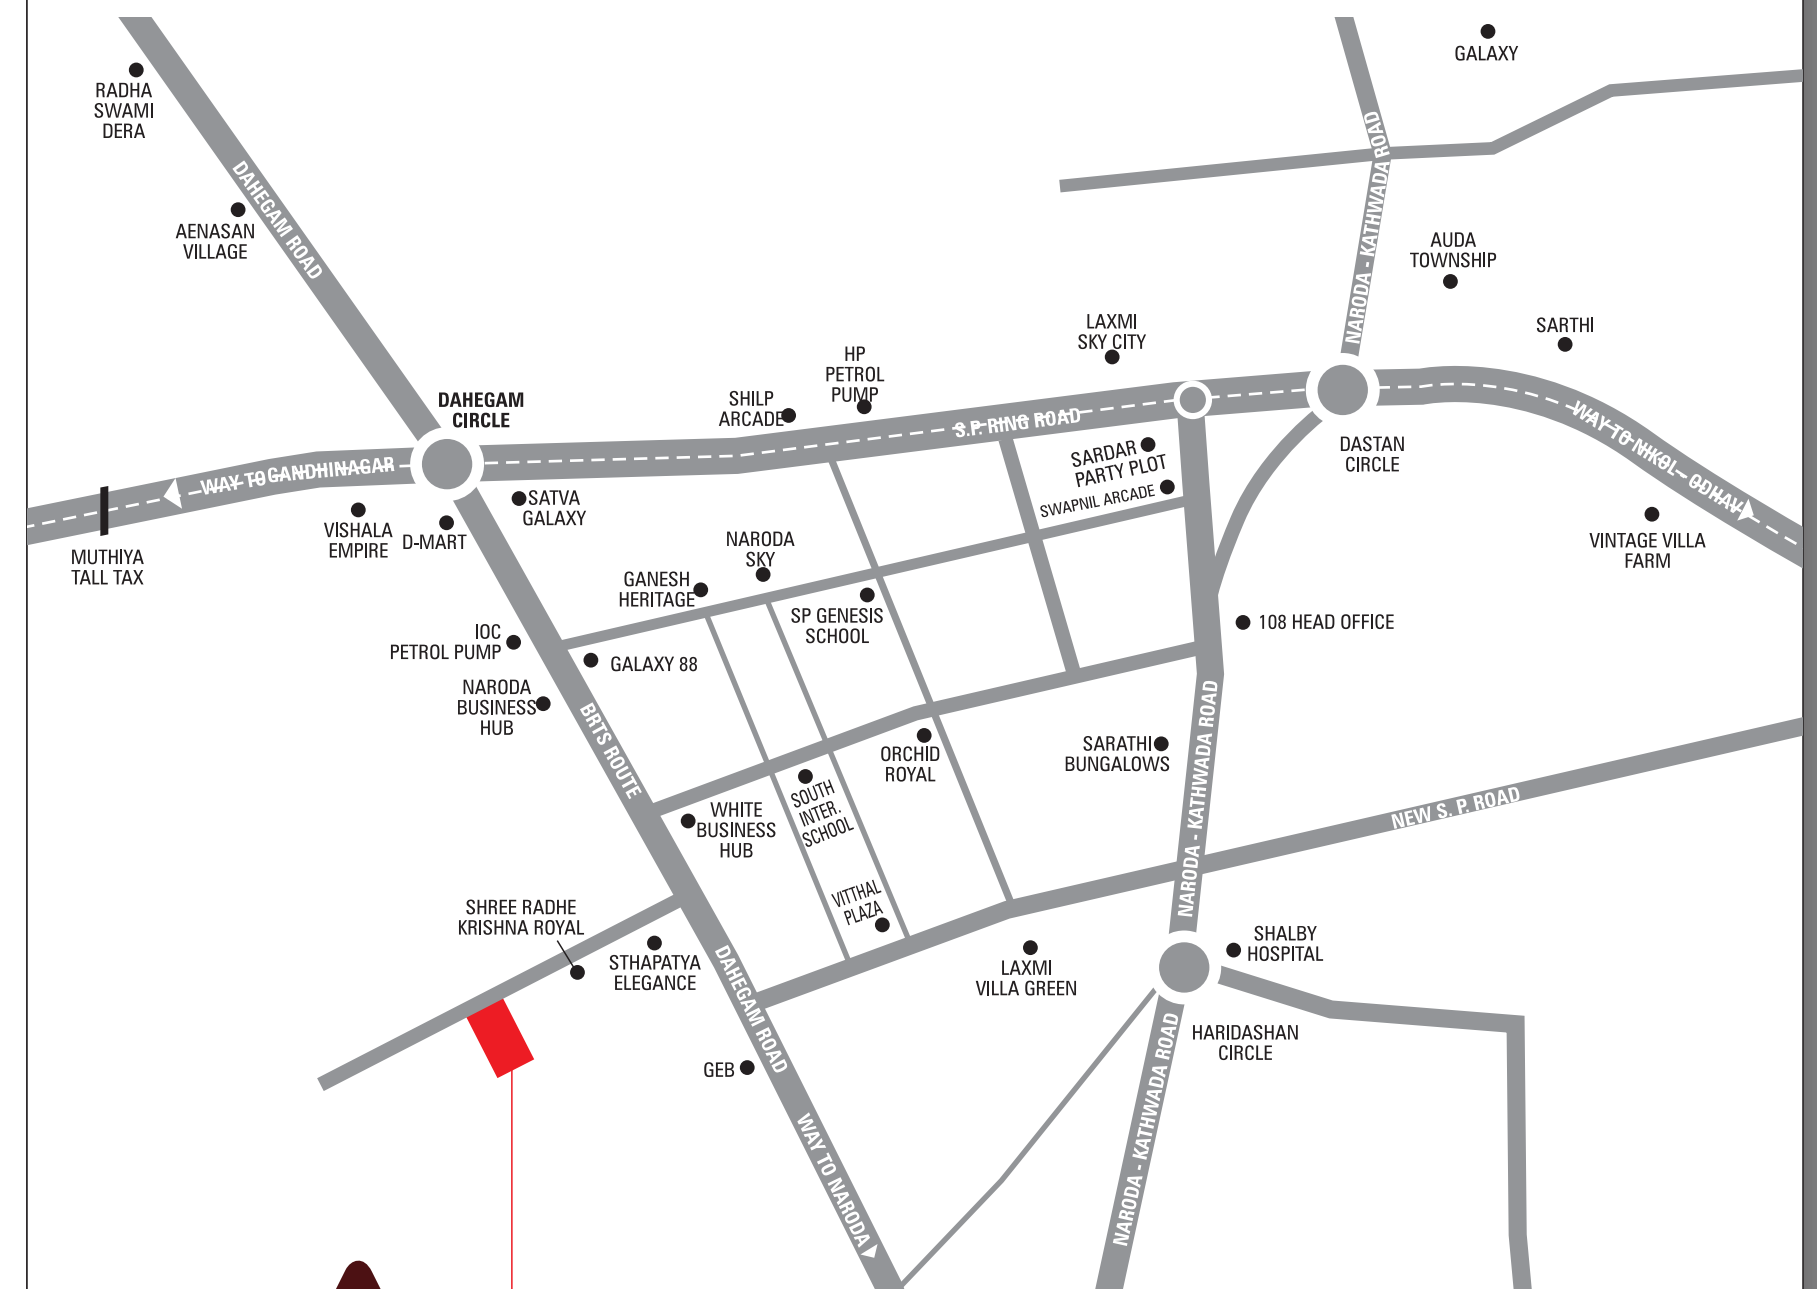 GALAXY
RADHA
SWAMI
DERA
DAHEGAM ROAD
NARODA - KATHWADA ROAD
AENASAN
VILLAGE
AUDA
TOWNSHIP
SARTHI
LAXMI
SKY CITY
HP
PETROL
PUMP
SHILP
ARCADE
DAHEGAM
CIRCLE
S.P. RING ROAD
WAY TO NIKOL - ODHAV
DASTAN
CIRCLE
SARDAR
PARTY PLOT
SWAPNIL ARCADE
WAY TO GANDHINAGAR
MUTHIYA
TALL TAX
VISHALA
EMPIRE
D-MART
SATVA
GALAXY
VINTAGE VILLA
FARM
NARODA
SKY
GANESH
HERITAGE
SP GENESIS
SCHOOL
108 HEAD OFFICE
IOC
PETROL PUMP
GALAXY 88
NARODA
BUSINESS
HUB
BRTS ROUTE
ORCHID
ROYAL
SARATHI
BUNGALOWS
NARODA - KATHWADA ROAD
NEW S. P. ROAD
WHITE
BUSINESS
HUB
SOUTH
INTER.
SCHOOL
VITTHAL
PLAZA
SHREE RADHE
KRISHNA ROYAL
STHAPATYA
ELEGANCE
DAHEGAM ROAD
LAXMI
VILLA GREEN
SHALBY
HOSPITAL
HARIDASHAN
CIRCLE
GEB
NARODA - KATHWADA ROAD
WAY TO NARODA